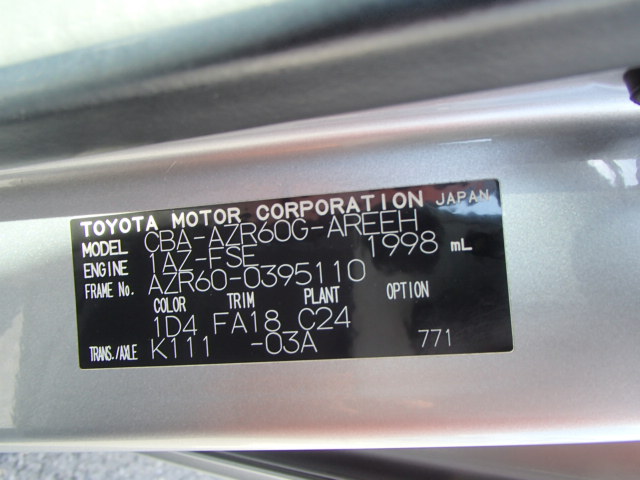 TOYOTA MOTOR CORPORATION JAPAN
MODEL CBA-AZR60G-AREEH
ENGINE 1AZ-FSE 1998 mL
FRAME No. AZR60-0395110
COLOR TRIM PLANT OPTION
1D4 FA18 C24
TRANS./AXLE K111 -03A 771